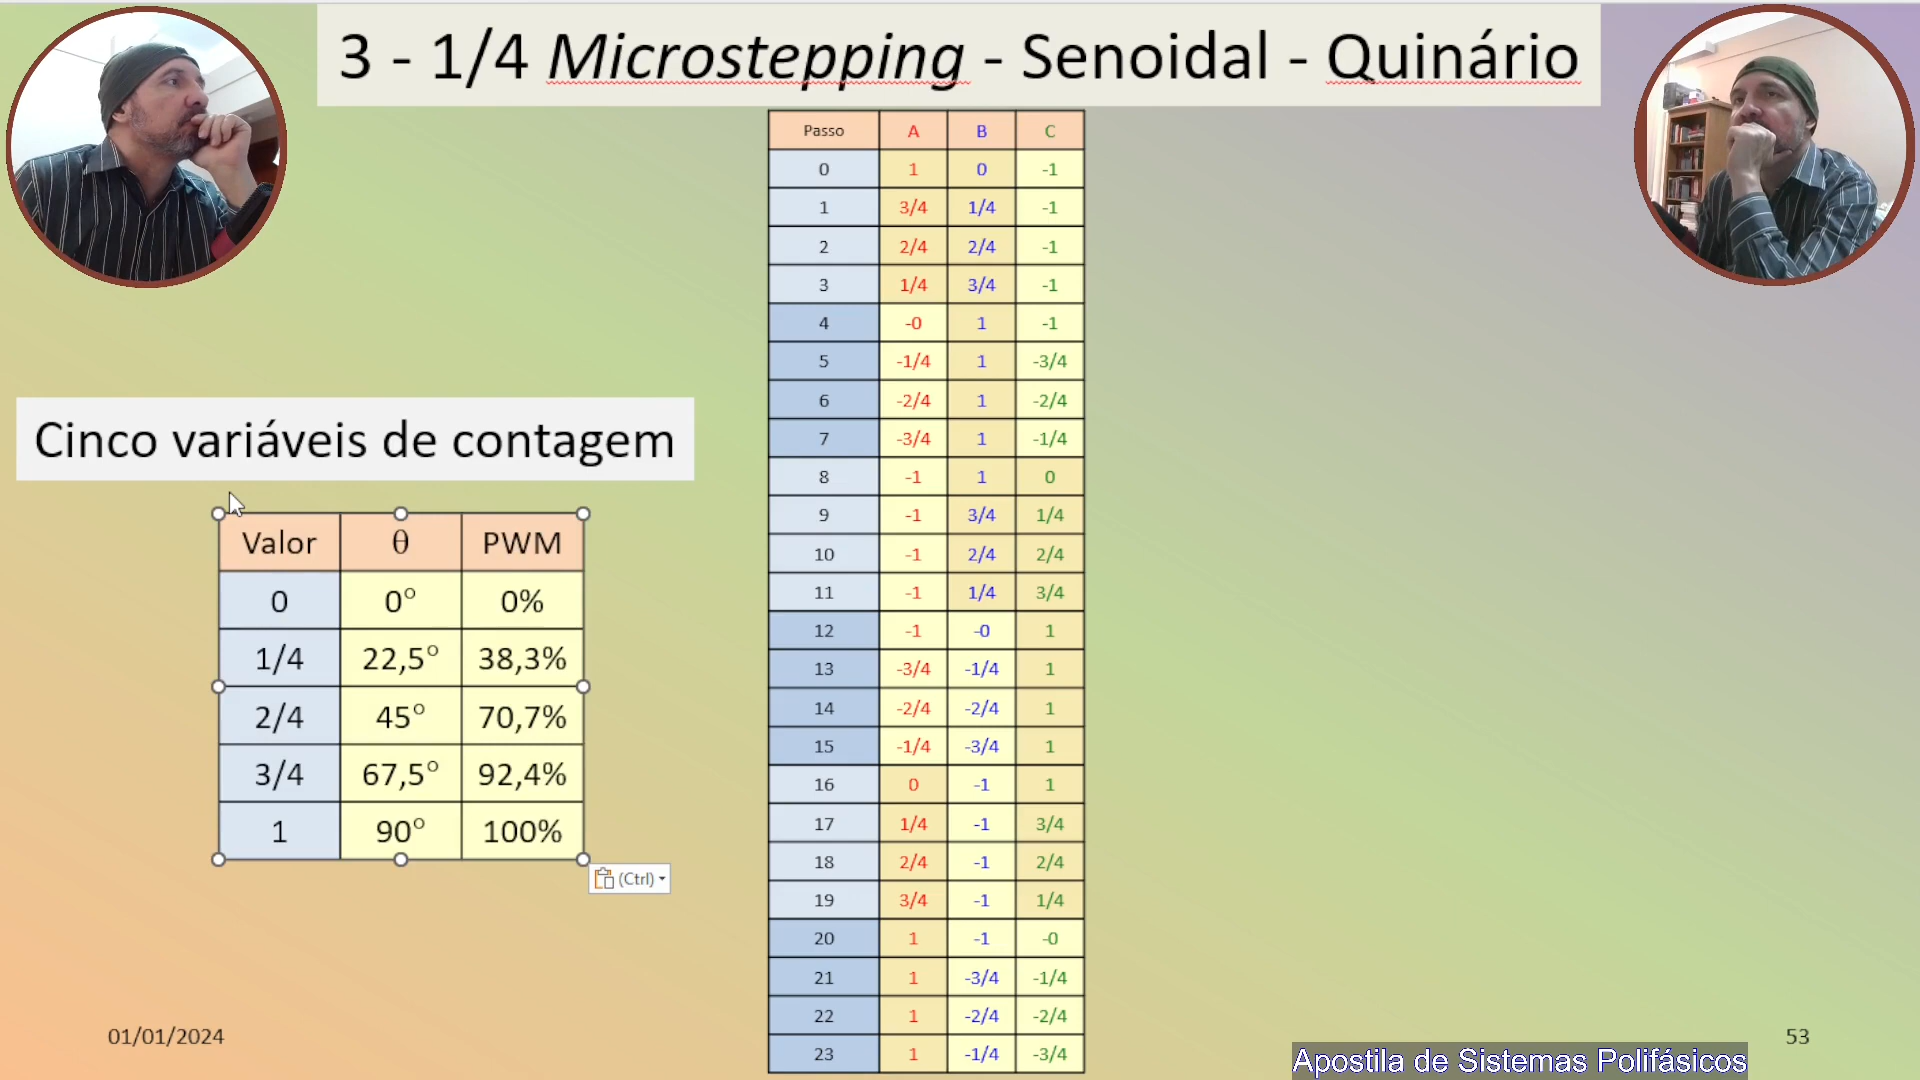 3 - 1/4 Microstepping - Senoidal - Quinário
Cinco variáveis de contagem
Valor θ PWM
0 0° 0%
1/4 22,5° 38,3%
2/4 45° 70,7%
3/4 67,5° 92,4%
1 90° 100%
(Ctrl)
Passo A B C
0 1 0 -1
1 3/4 1/4 -1
2 2/4 2/4 -1
3 1/4 3/4 -1
4 -0 1 -1
5 -1/4 1 -3/4
6 -2/4 1 -2/4
7 -3/4 1 -1/4
8 -1 1 0
9 -1 3/4 1/4
10 -1 2/4 2/4
11 -1 1/4 3/4
12 -1 -0 1
13 -3/4 -1/4 1
14 -2/4 -2/4 1
15 -1/4 -3/4 1
16 0 -1 1
17 1/4 -1 3/4
18 2/4 -1 2/4
19 3/4 -1 1/4
20 1 -1 -0
21 1 -3/4 -1/4
22 1 -2/4 -2/4
23 1 -1/4 -3/4
01/01/2024
53
Apostila de Sistemas Polifásicos